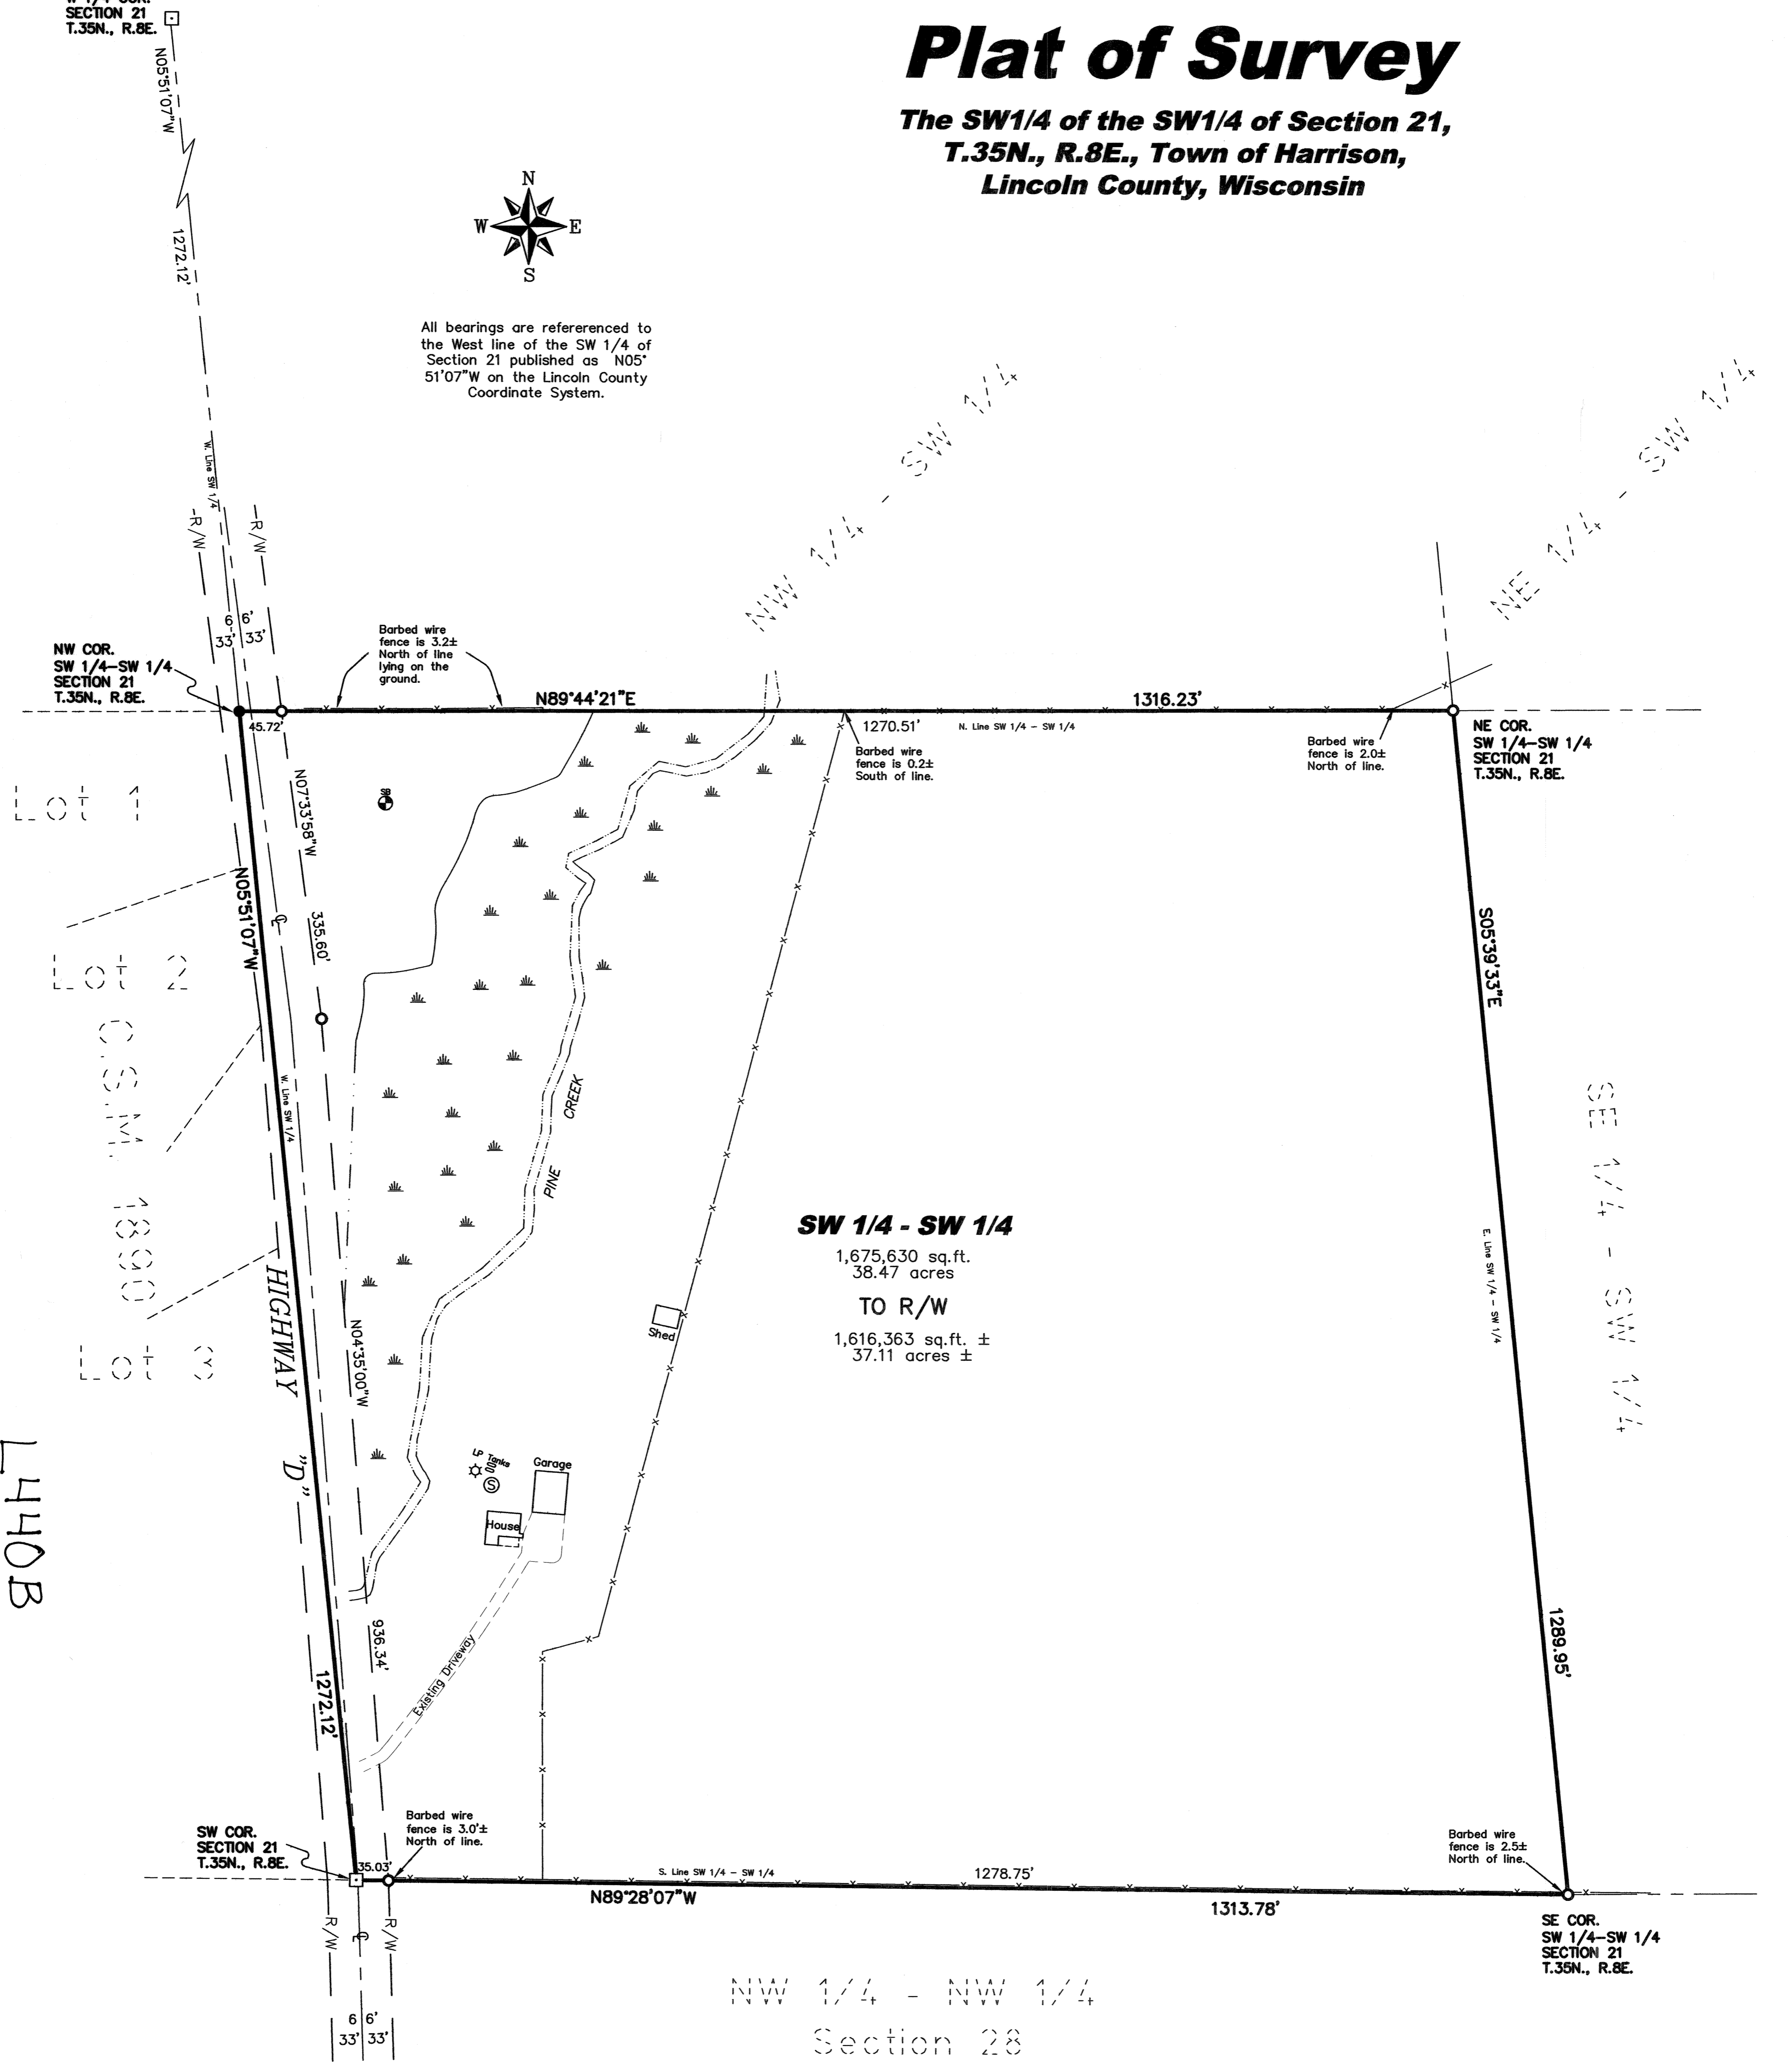 W 1/4 COR.
SECTION 21
T.35N., R.8E.
N05°51'07"W
1272.12'
Plat of Survey
The SW1/4 of the SW1/4 of Section 21,
T.35N., R.8E., Town of Harrison,
Lincoln County, Wisconsin
N
W E
S
All bearings are refererenced to
the West line of the SW 1/4 of
Section 21 published as N05°
51'07"W on the Lincoln County
Coordinate System.
W. Line SW 1/4
R/W
R/W
6 6'
33' 33'
NW 1/4 - SW 1/4
NE 1/4 - SW 1/4
NW COR.
SW 1/4-SW 1/4
SECTION 21
T.35N., R.8E.
Barbed wire
fence is 3.2±
North of line
lying on the
ground.
N89°44'21"E
1316.23'
45.72'
1270.51'
N. Line SW 1/4 - SW 1/4
Barbed wire
fence is 0.2±
South of line.
Barbed wire
fence is 2.0±
North of line.
NE COR.
SW 1/4-SW 1/4
SECTION 21
T.35N., R.8E.
Lot 1
SB
N07°33'58"W
335.60'
N05°51'07"W
Lot 2
C.S.M. 1890
Lot 3
W. Line SW 1/4
HIGHWAY "D"
N04°35'00"W
936.34'
1272.12'
PINE CREEK
S05°39'33"E
E. Line SW 1/4 - SW 1/4
1289.95'
SE 1/4 - SW 1/4
SW 1/4 - SW 1/4
1,675,630 sq.ft.
38.47 acres
TO R/W
1,616,363 sq.ft. ±
37.11 acres ±
Shed
LP Tanks
S
Garage
House
Existing Driveway
L440B
SW COR.
SECTION 21
T.35N., R.8E.
35.03'
Barbed wire
fence is 3.0'±
North of line.
S. Line SW 1/4 - SW 1/4
1278.75'
N89°28'07"W
1313.78'
Barbed wire
fence is 2.5±
North of line.
SE COR.
SW 1/4-SW 1/4
SECTION 21
T.35N., R.8E.
R/W
R/W
6 6'
33' 33'
NW 1/4 - NW 1/4
Section 28